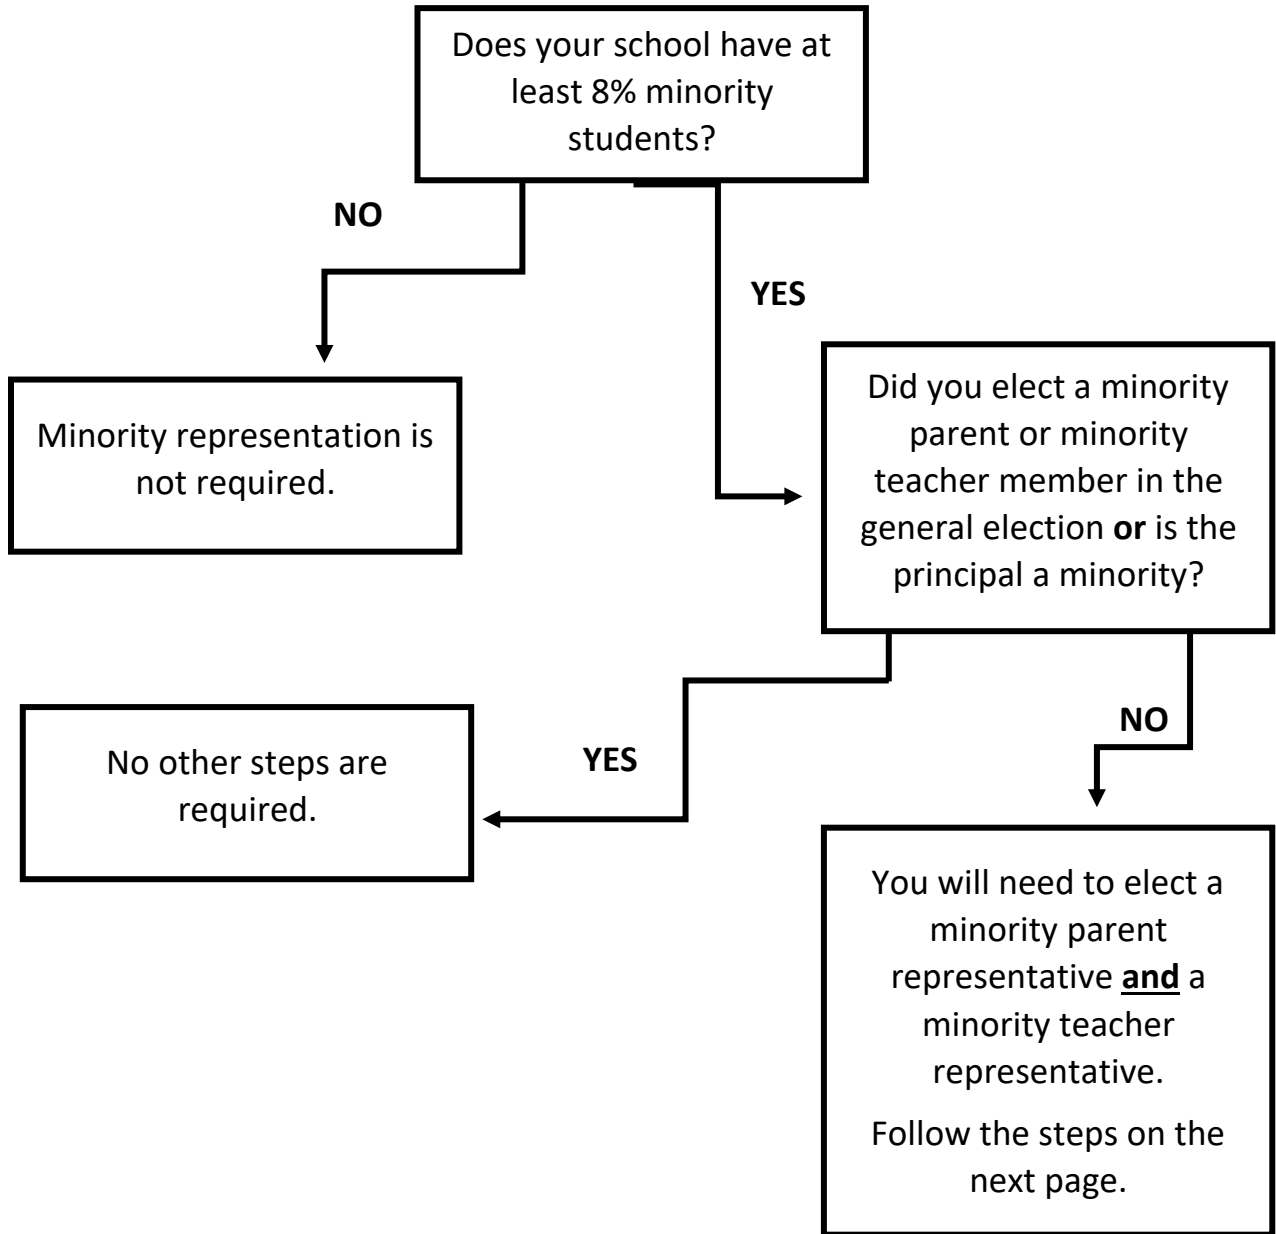 Does your school have at
least 8% minority
students?
NO
YES
Did you elect a minority
parent or minority
teacher member in the
general election or is the
principal a minority?
Minority representation is
not required.
NO
YES
No other steps are
required.
You will need to elect a
minority parent
representative and a
minority teacher
representative.
Follow the steps on the
next page.